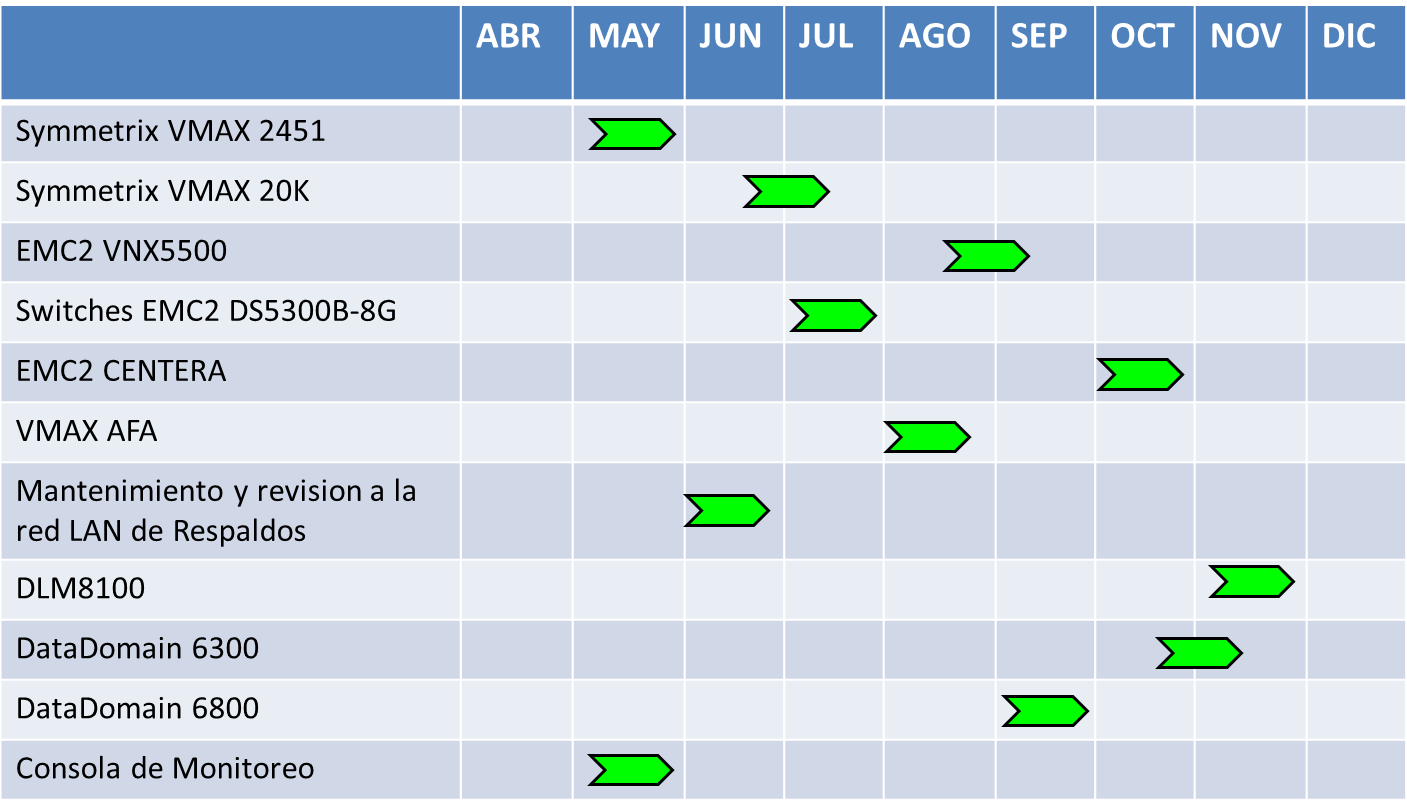 ABR MAY JUN JUL AGO SEP OCT NOV DIC
Symmetrix VMAX 2451
Symmetrix VMAX 20K
EMC2 VNX5500
Switches EMC2 DS5300B-8G
EMC2 CENTERA
VMAX AFA
Mantenimiento y revision a la
red LAN de Respaldos
DLM8100
DataDomain 6300
DataDomain 6800
Consola de Monitoreo